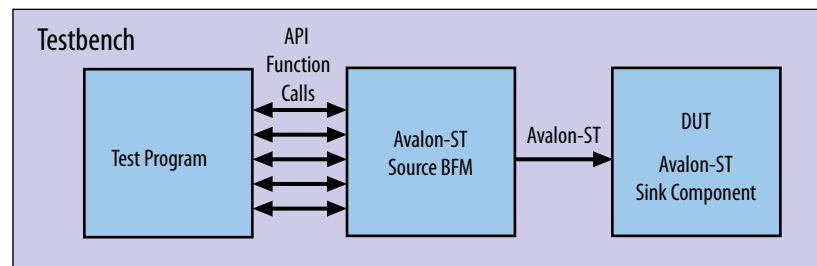 Testbench
API
Function
Calls
Test Program
Avalon-ST
Source BFM
Avalon-ST
DUT
Avalon-ST
Sink Component